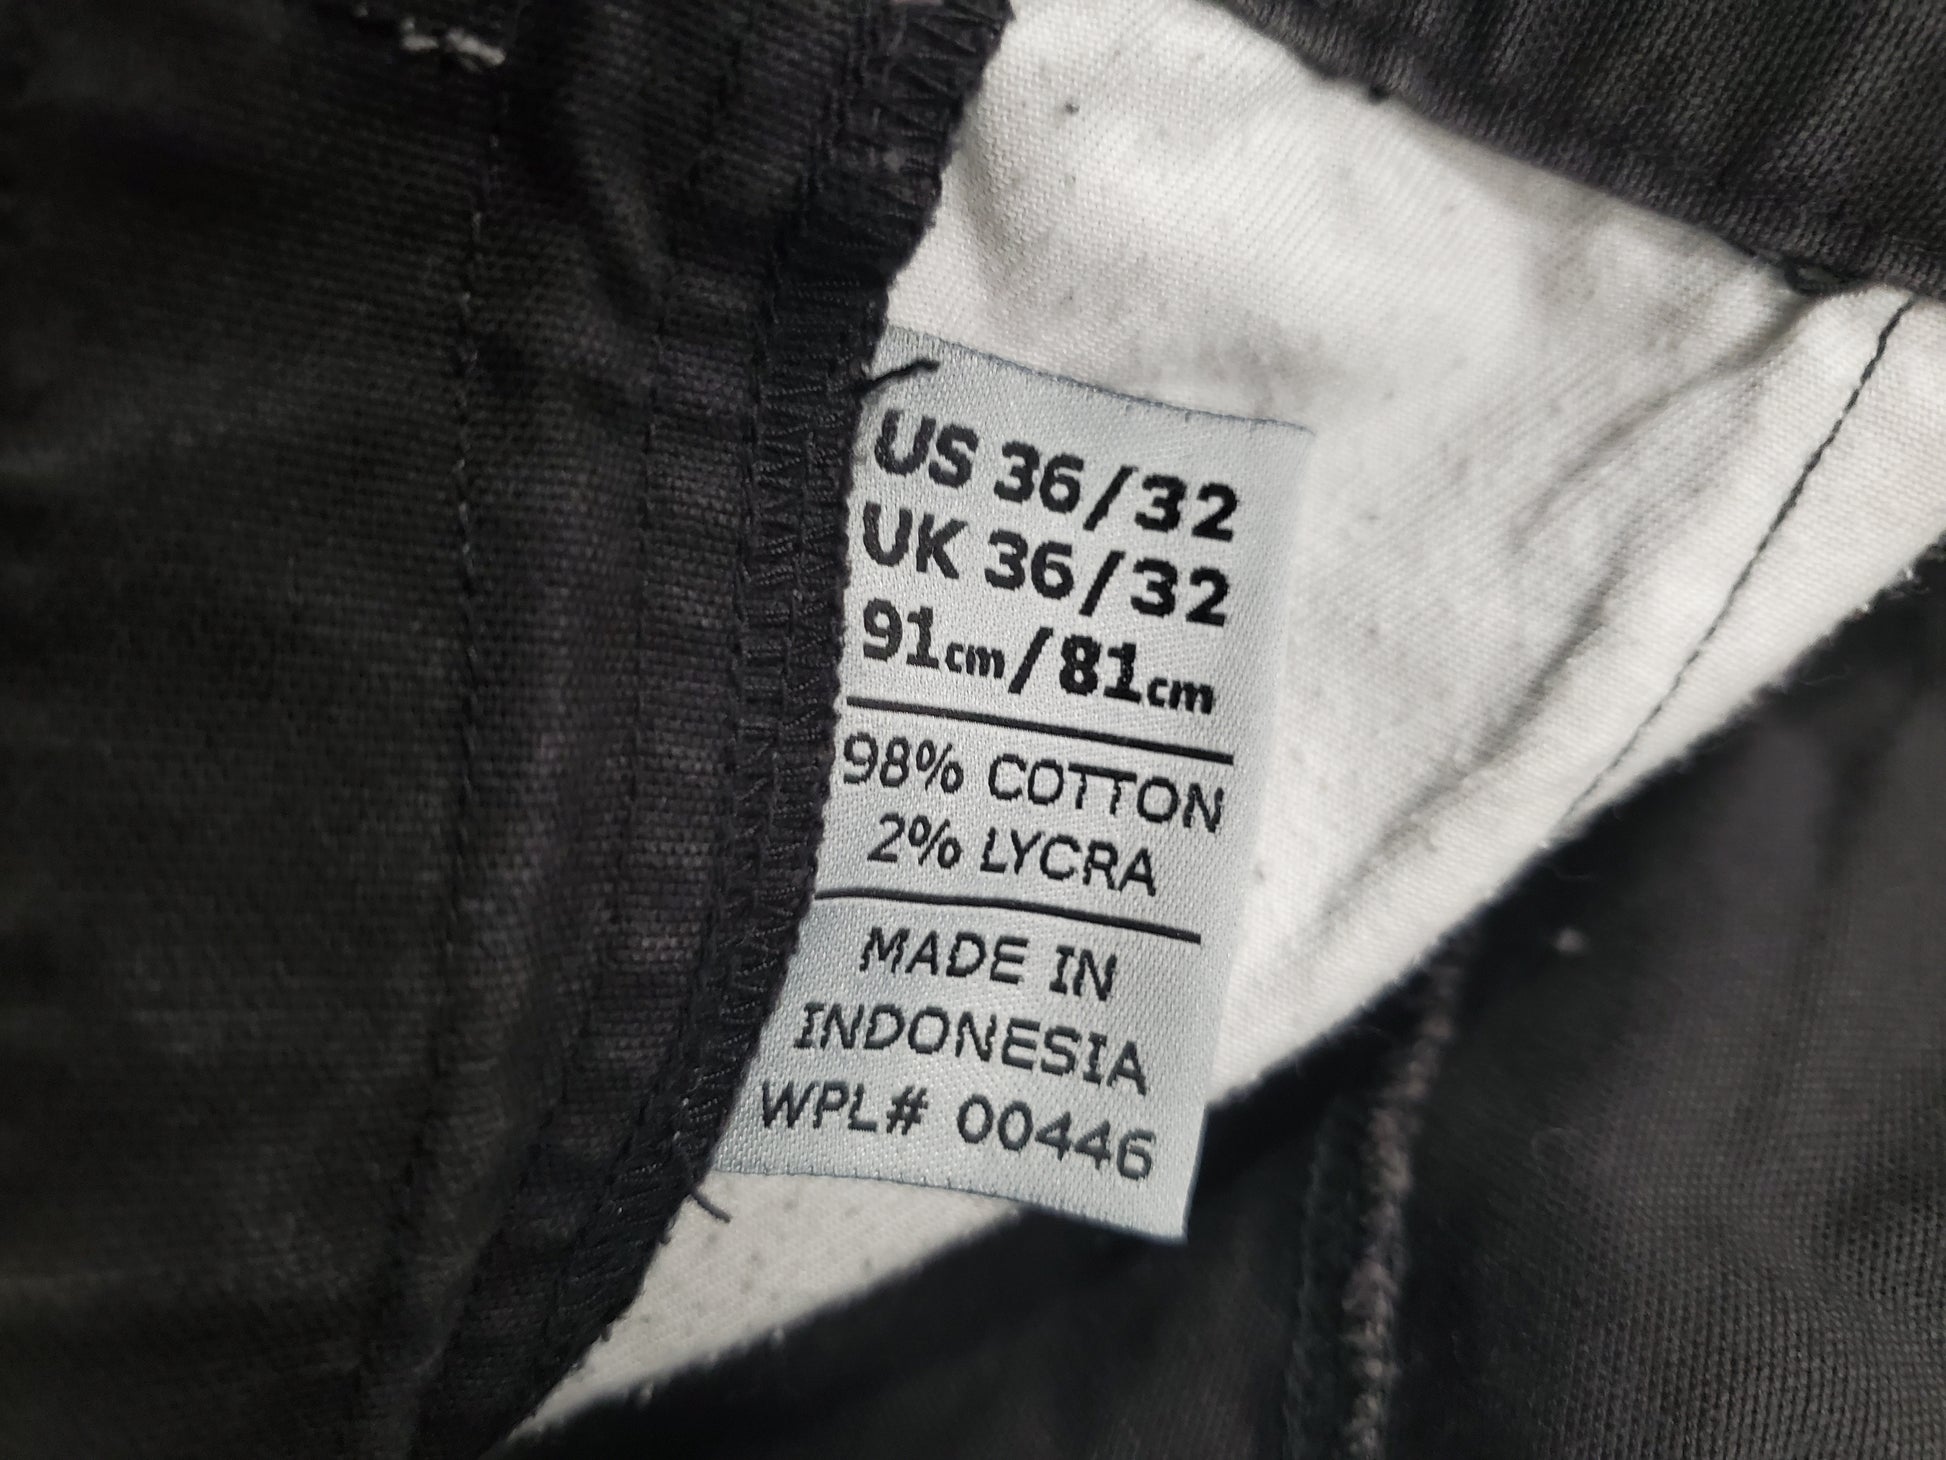 US 36/32
UK 36/32
91cm/81cm
98% COTTON
2% LYCRA
MADE IN
INDONESIA
WPL# 00446